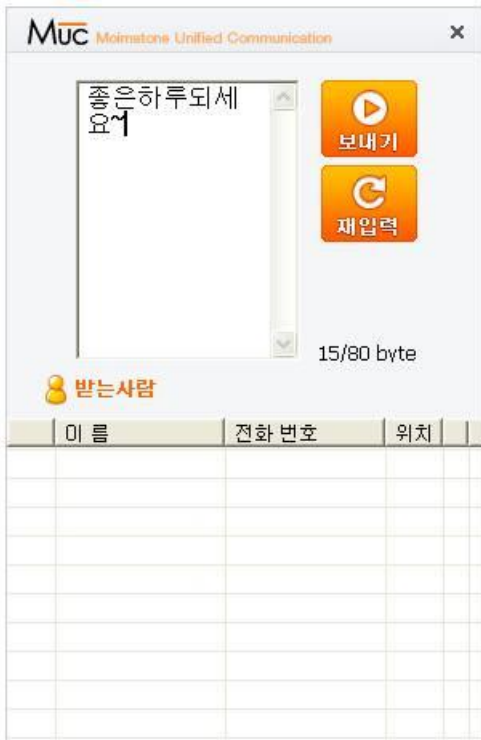 MUC Moimstone Unified Communication
좋은하루되세
요~
보내기
재입력
15/80 byte
받는사람
이 름 전화 번호 위치